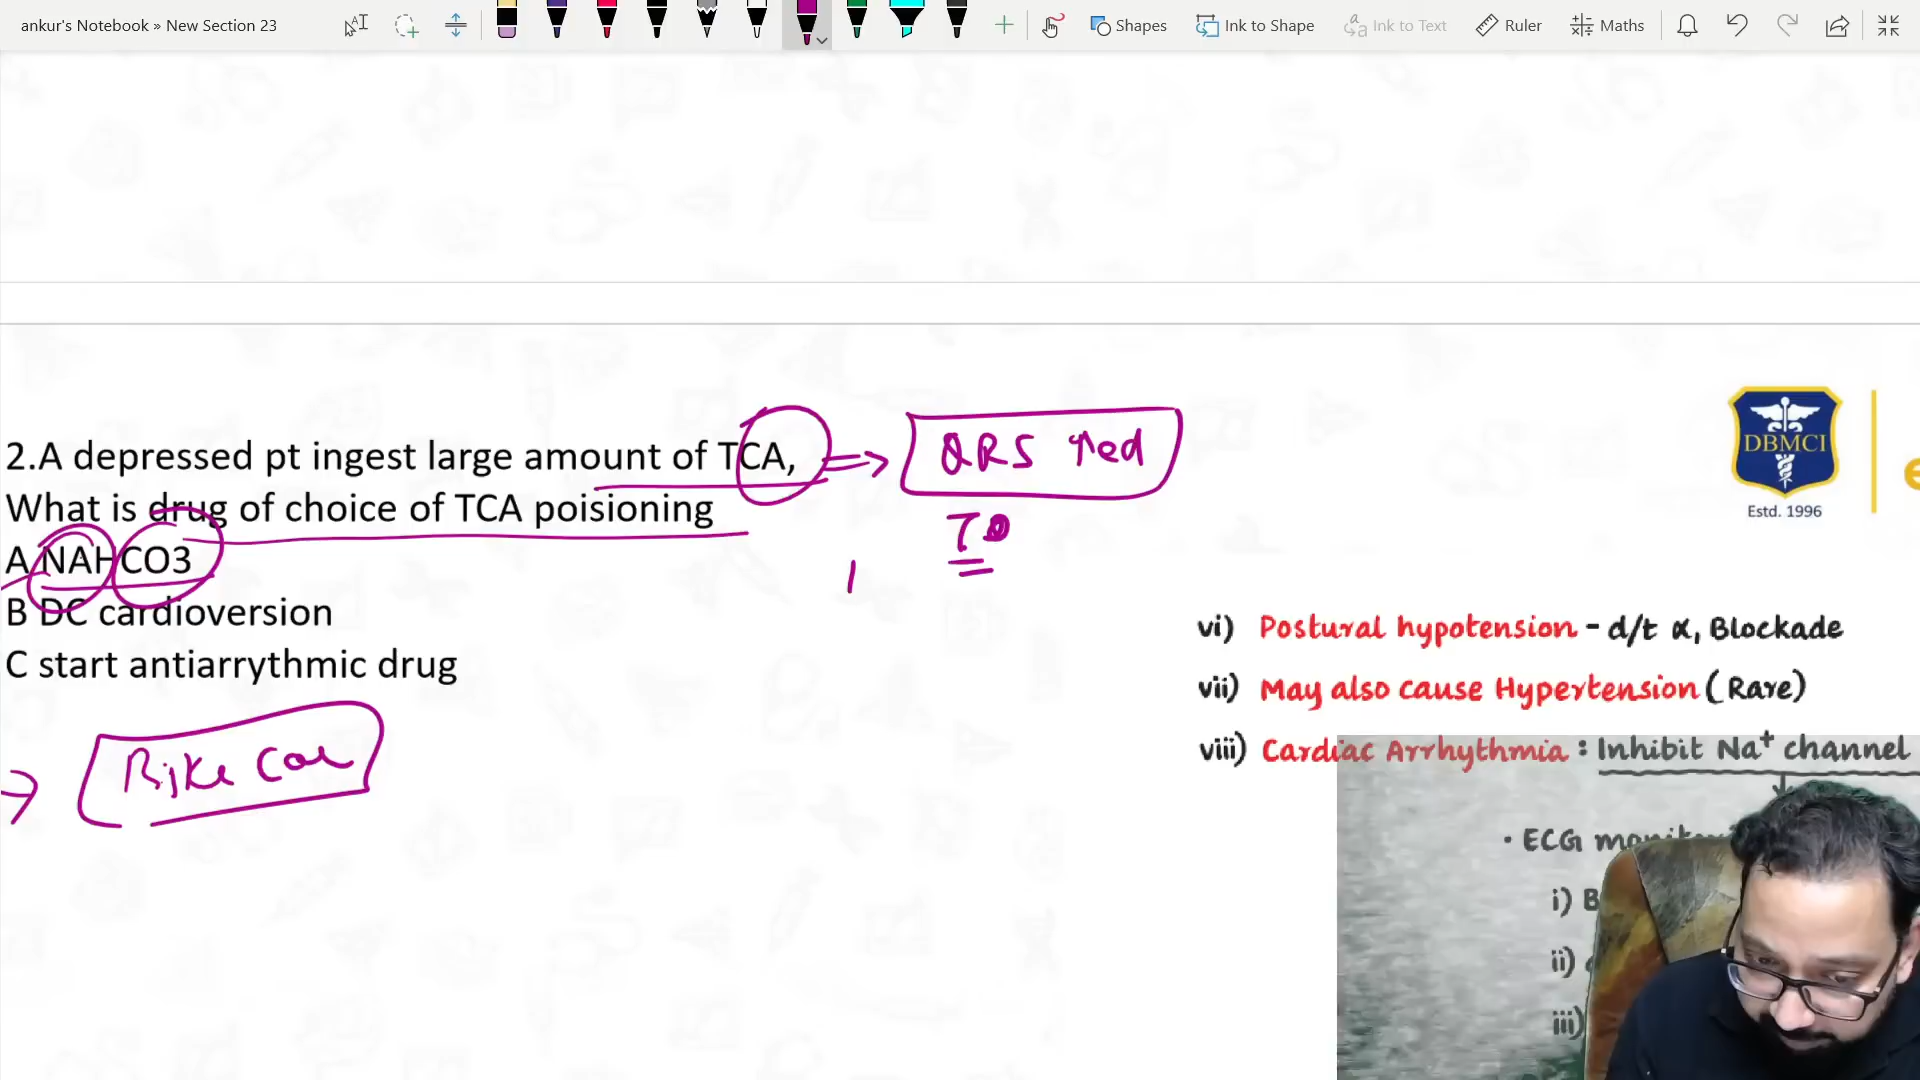 ankur's Notebook » New Section 23
Shapes
Ink to Shape
Ink to Text
Ruler
Maths
2.A depressed pt ingest large amount of TCA,
What is drug of choice of TCA poisioning
A NAHCO3
B DC cardioversion
C start antiarrythmic drug
QRS ↑ed
DBMCI
Estd. 1996
vi) Postural hypotension - d/t α, Blockade
vii) May also cause Hypertension (Rare)
viii) Cardiac Arrhythmia : Inhibit Na+ channel
• ECG
i) B
ii)
iii)